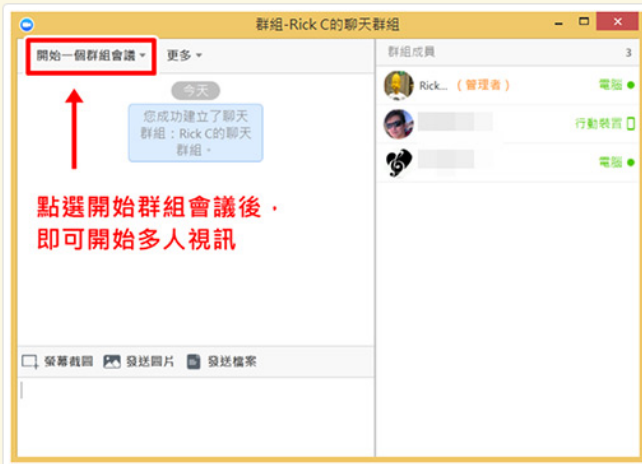 群組-Rick C的聊天群組
開始一個群組會議
更多
群組成員
3
今天
您成功建立了聊天
群組：Rick C的聊天
群組。
Rick... (管理者)
電腦
行動裝置
電腦
點選開始群組會議後，
即可開始多人視訊
螢幕截圖
發送圖片
發送檔案